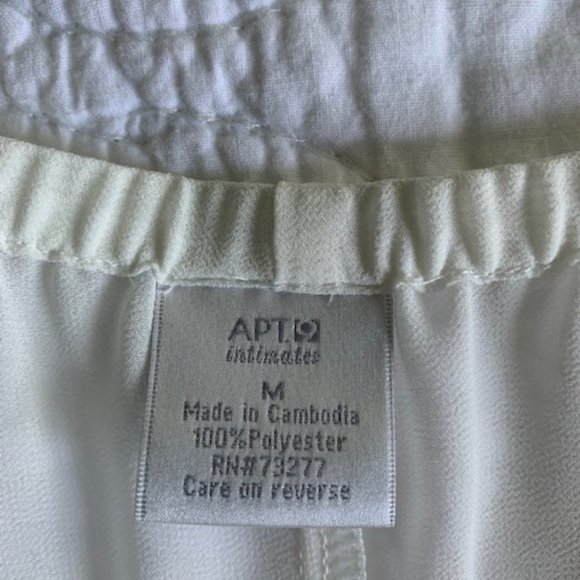 APT. 9
intimates
M
Made in Cambodia
100%Polyester
RN#73277
Care on reverse